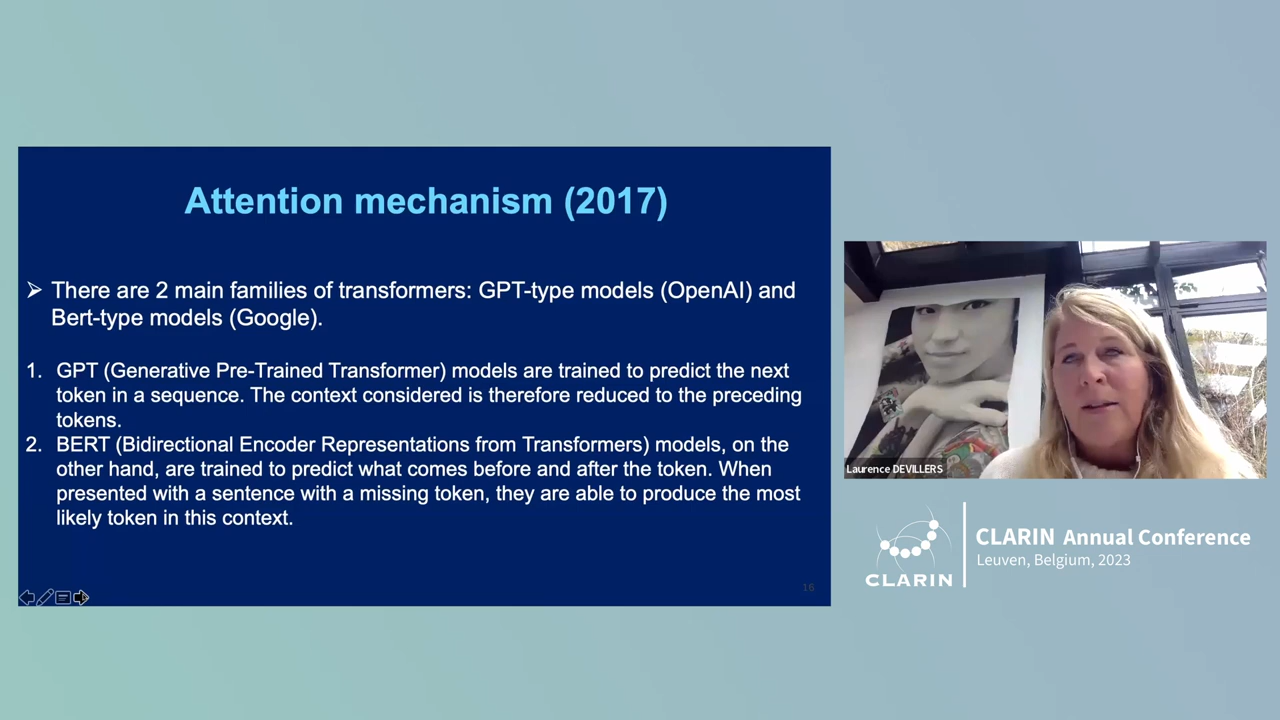 Attention mechanism (2017)
➢ There are 2 main families of transformers: GPT-type models (OpenAI) and
Bert-type models (Google).
1. GPT (Generative Pre-Trained Transformer) models are trained to predict the next
token in a sequence. The context considered is therefore reduced to the preceding
tokens.
2. BERT (Bidirectional Encoder Representations from Transformers) models, on the
other hand, are trained to predict what comes before and after the token. When
presented with a sentence with a missing token, they are able to produce the most
likely token in this context.
16
Laurence DEVILLERS
CLARIN
CLARIN Annual Conference
Leuven, Belgium, 2023